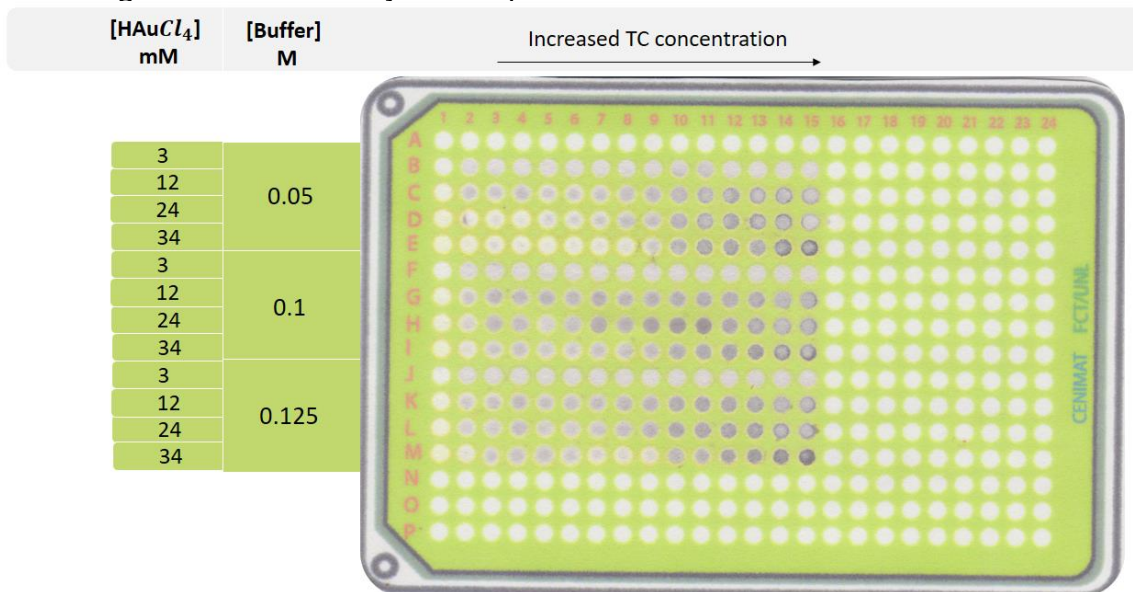 [HAuCl₄]
mM
[Buffer]
M
Increased TC concentration
3
12
24
34
0.05
3
12
24
34
0.1
3
12
24
34
0.125
1 2 3 4 5 6 7 8 9 10 11 12 13 14 15 16 17 18 19 20 21 22 23 24
A
B
C
D
E
F
G
H
I
J
K
L
M
N
O
P
CENIMAT FCT/UNL